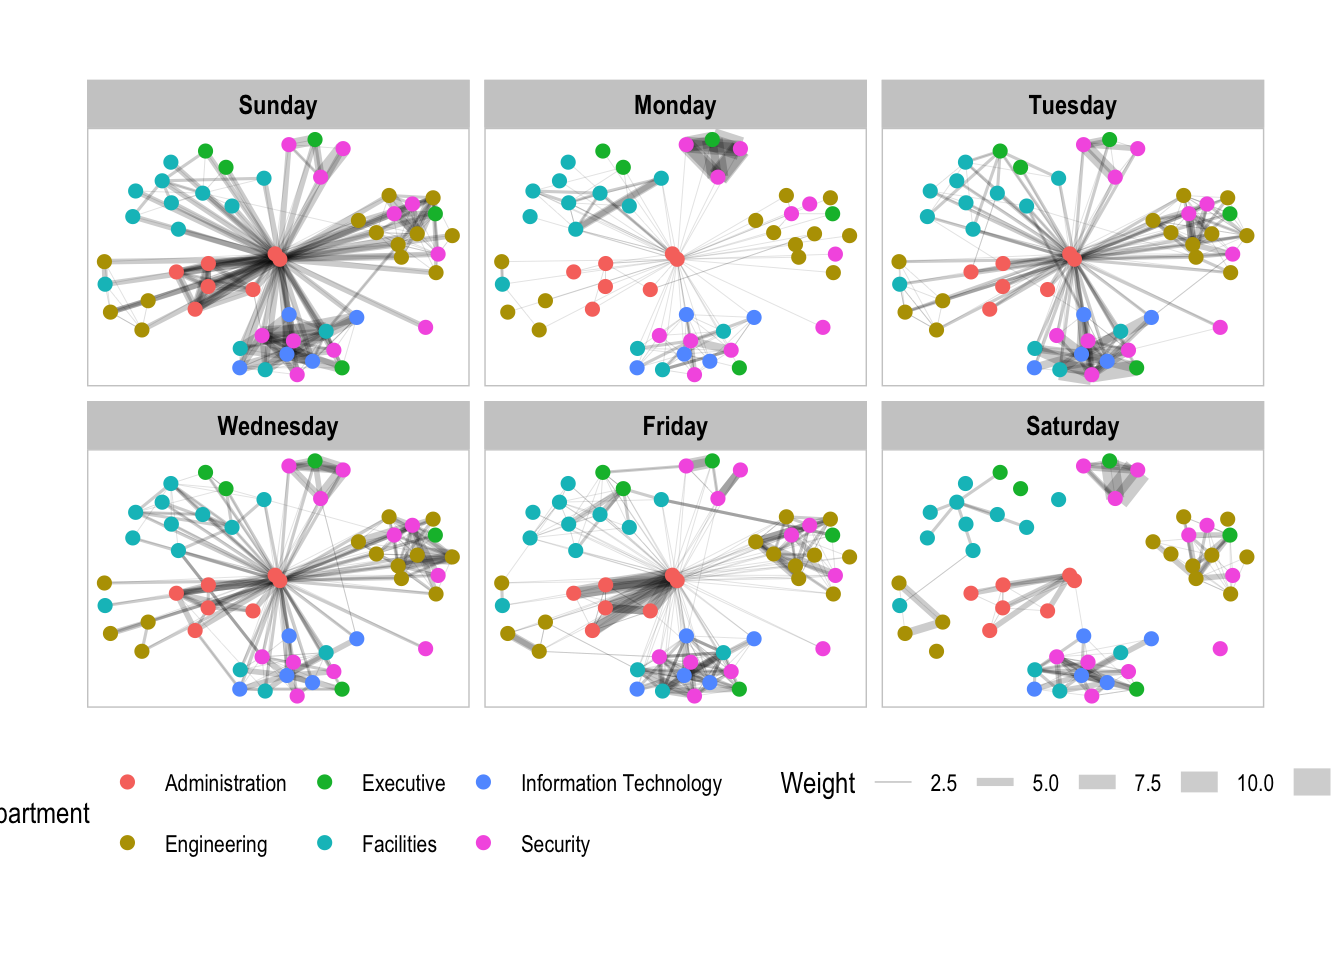 Sunday Monday Tuesday
Wednesday Friday Saturday
Administration Executive Information Technology Weight 2.5 5.0 7.5 10.0
partment
Engineering Facilities Security